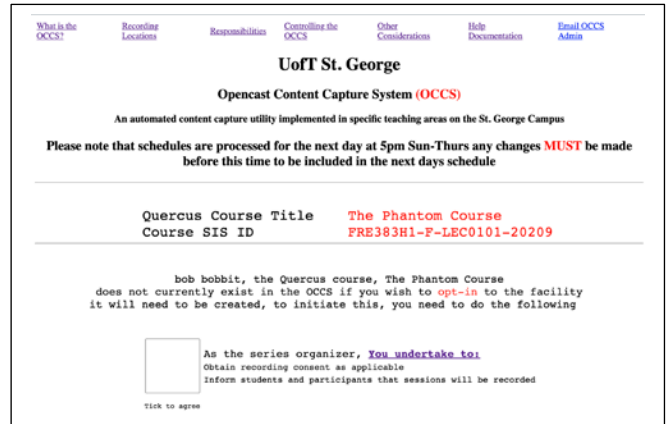 What is the OCCS? Recording Locations Responsibilities Controlling the OCCS Other Considerations Help Documentation Email OCCS Admin
UofT St. George
Opencast Content Capture System (OCCS)
An automated content capture utility implemented in specific teaching areas on the St. George Campus
Please note that schedules are processed for the next day at 5pm Sun-Thurs any changes MUST be made
before this time to be included in the next days schedule
Quercus Course Title The Phantom Course
Course SIS ID FRE383H1-F-LEC0101-20209
bob bobbit, the Quercus course, The Phantom Course
does not currently exist in the OCCS if you wish to opt-in to the facility
it will need to be created, to initiate this, you need to do the following
As the series organizer, You undertake to:
Obtain recording consent as applicable
Inform students and participants that sessions will be recorded
Tick to agree